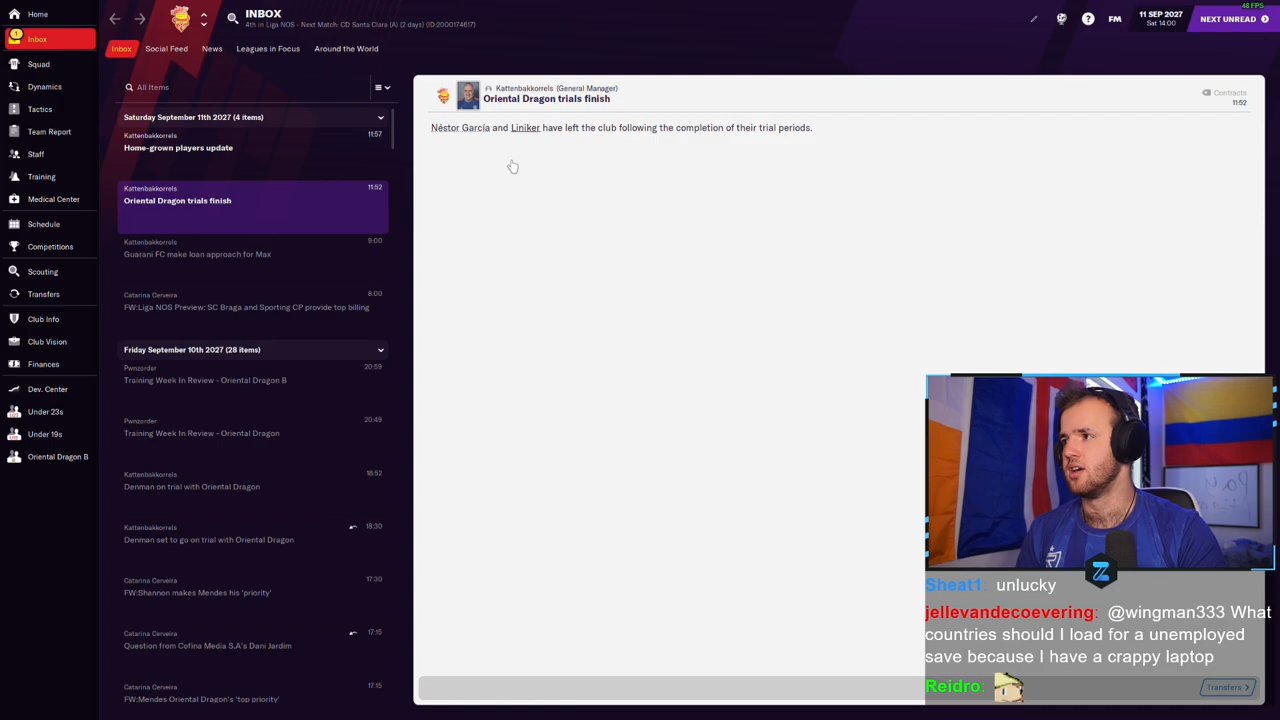 48 FPS
Home
INBOX
4th in Liga NOS - Next Match: CD Santa Clara (A) (2 days) (ID:2000174617)
FM
11 SEP 2027
Sat 14.00
NEXT UNREAD
1
Inbox
Squad
Dynamics
Tactics
Team Report
Staff
Training
Medical Center
Schedule
Competitions
Scouting
Transfers
Club Info
Club Vision
Finances
Dev. Center
Under 23s
Under 19s
Oriental Dragon B
Inbox
Social Feed
News
Leagues in Focus
Around the World
All Items
Saturday September 11th 2027 (4 items)
Kattenbakkorrels 11:57
Home-grown players update
Kattenbakkorrels 11:52
Oriental Dragon trials finish
Kattenbakkorrels 9:00
Guarani FC make loan approach for Max
Catarina Cerveira 8:00
FW:Liga NOS Preview: SC Braga and Sporting CP provide top billing
Friday September 10th 2027 (28 items)
Pwnzorder 20:59
Training Week In Review - Oriental Dragon B
Pwnzorder 20:49
Training Week In Review - Oriental Dragon
Kattenbakkorrels 18:52
Denman on trial with Oriental Dragon
Kattenbakkorrels 18:30
Denman set to go on trial with Oriental Dragon
Catarina Cerveira 17:30
FW:Shannon makes Mendes his 'priority'
Catarina Cerveira 17:15
Question from Cofina Media S.A's Dani Jardim
Catarina Cerveira 17:15
FW:Mendes Oriental Dragon's 'top priority'
Kattenbakkorrels (General Manager)
Oriental Dragon trials finish
Contracts
11:52
Néstor García and Liniker have left the club following the completion of their trial periods.
Transfers
Sheat1: unlucky
jellevandecoevering: @wingman333 What
countries should I load for a unemployed
save because I have a crappy laptop
Reidro: